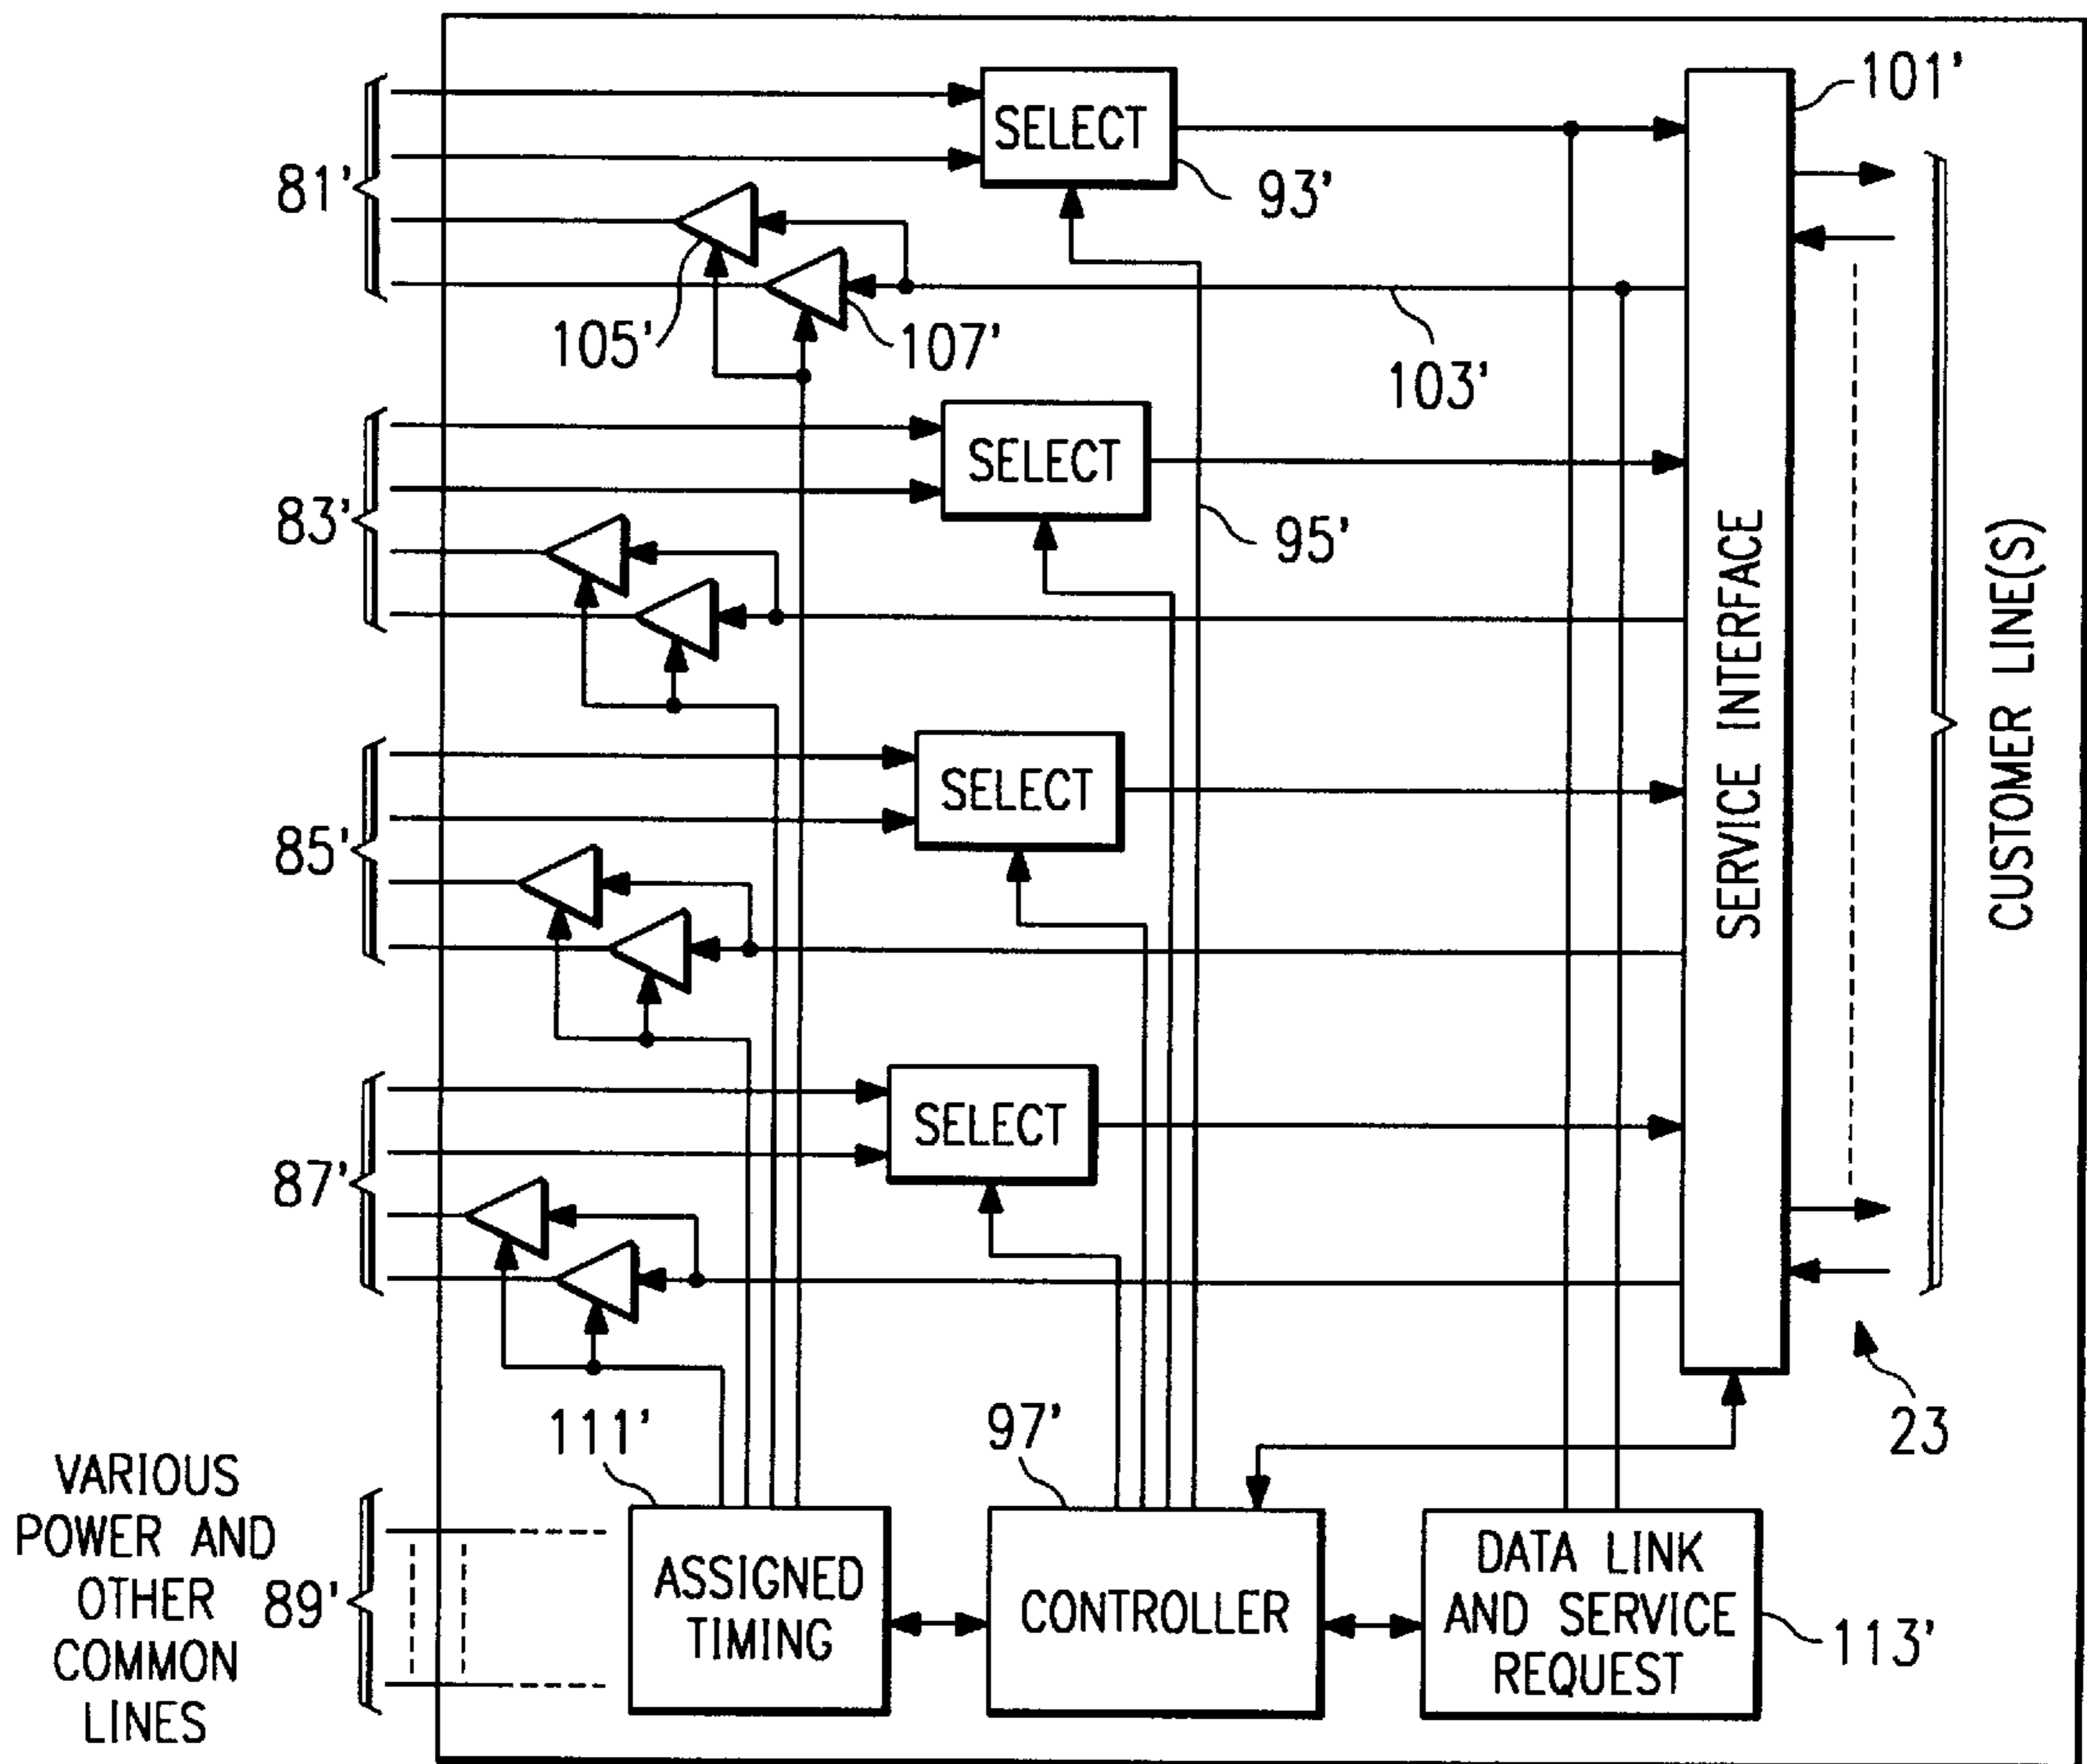 101'
SELECT
81'
93'
105'
107'
103'
SELECT
83'
95'
SERVICE INTERFACE
CUSTOMER LINE(S)
SELECT
85'
SELECT
87'
111'
97'
23
VARIOUS
POWER AND
OTHER
COMMON
LINES
89'
ASSIGNED
TIMING
CONTROLLER
DATA LINK
AND SERVICE
REQUEST
113'